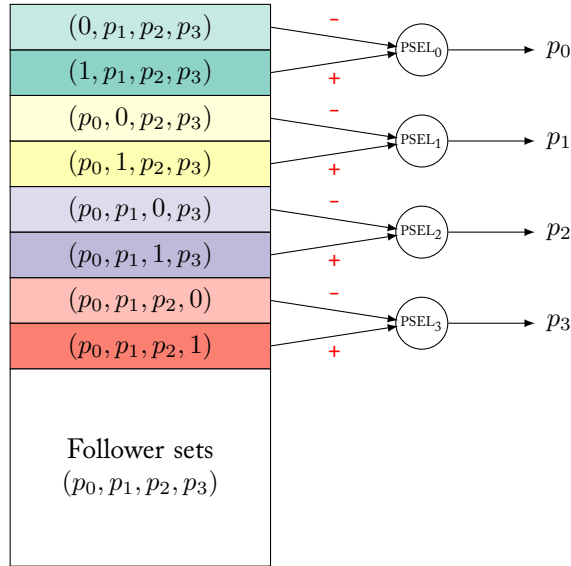 (0, p₁, p₂, p₃)
(1, p₁, p₂, p₃)
(p₀, 0, p₂, p₃)
(p₀, 1, p₂, p₃)
(p₀, p₁, 0, p₃)
(p₀, p₁, 1, p₃)
(p₀, p₁, p₂, 0)
(p₀, p₁, p₂, 1)
Follower sets
(p₀, p₁, p₂, p₃)
-
+
-
+
-
+
-
+
PSEL₀
PSEL₁
PSEL₂
PSEL₃
p₀
p₁
p₂
p₃